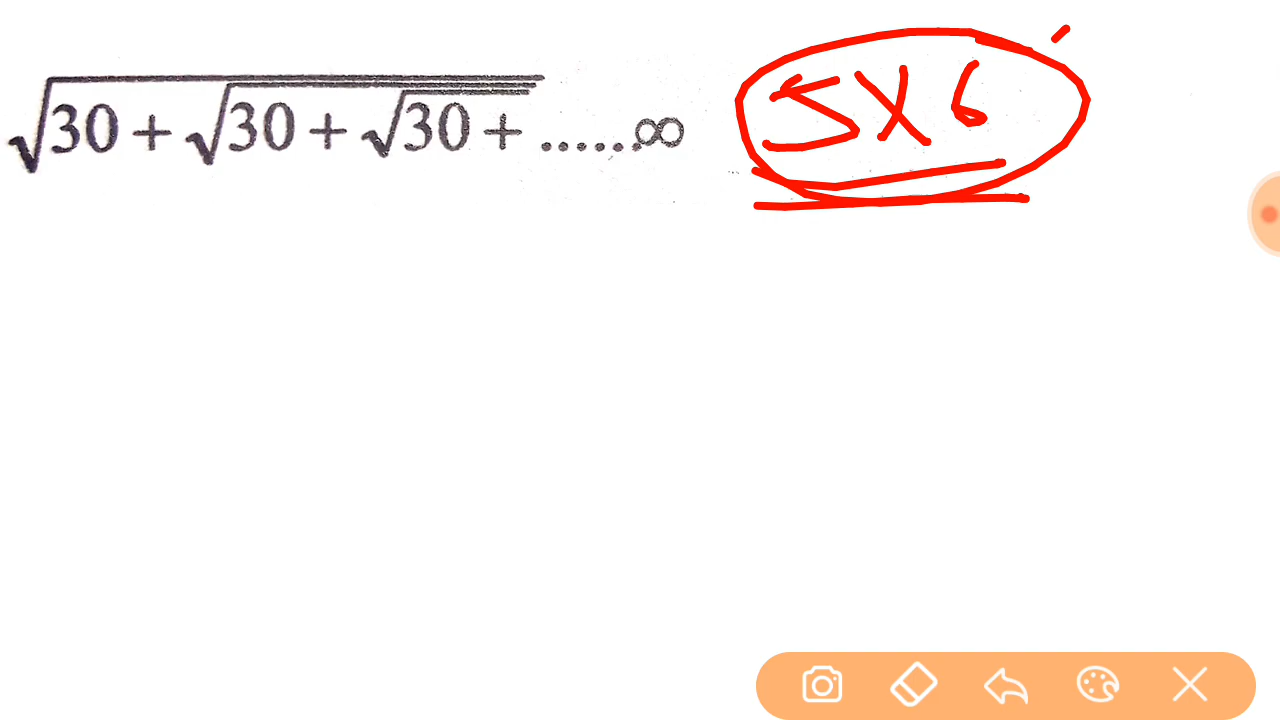 √30 + √30 + √30 + ......∞ 5X6